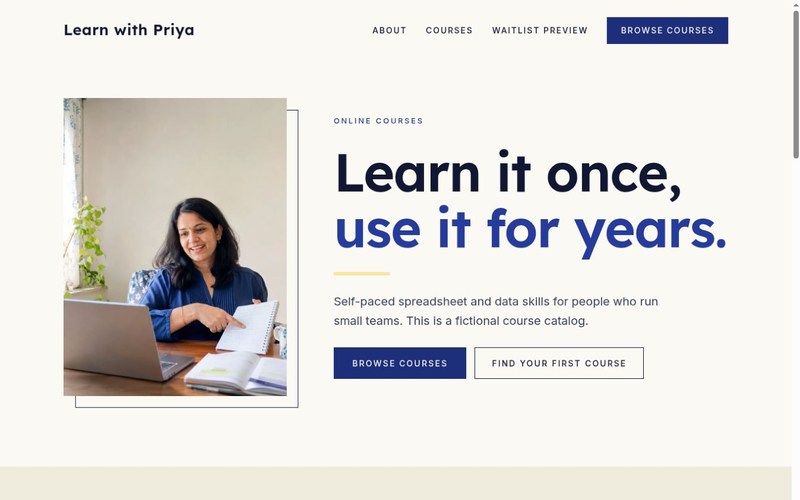 Learn with Priya
ABOUT
COURSES
WAITLIST PREVIEW
BROWSE COURSES
ONLINE COURSES
Learn it once,
use it for years.
Self-paced spreadsheet and data skills for people who run
small teams. This is a fictional course catalog.
BROWSE COURSES
FIND YOUR FIRST COURSE